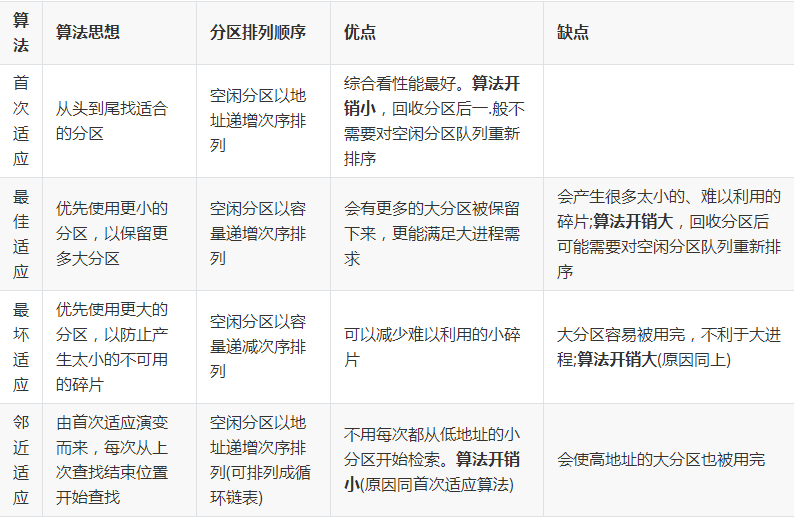 算
法
算法思想
分区排列顺序
优点
缺点
首
次
适
应
从头到尾找适合
的分区
空闲分区以地
址递增次序排
列
综合看性能最好。算法开
销小，回收分区后一.般不
需要对空闲分区队列重新
排序
最
佳
适
应
优先使用更小的
分区，以保留更
多大分区
空闲分区以容
量递增次序排
列
会有更多的大分区被保留
下来，更能满足大进程需
求
会产生很多太小的、难以利用的
碎片;算法开销大，回收分区后
可能需要对空闲分区队列重新排
序
最
坏
适
应
优先使用更大的
分区，以防止产
生太小的不可用
的碎片
空闲分区以容
量递减次序排
列
可以减少难以利用的小碎
片
大分区容易被用完，不利于大进
程;算法开销大(原因同上)
邻
近
适
应
由首次适应演变
而来，每次从上
次查找结束位置
开始查找
空闲分区以地
址递增次序排
列(可排列成循
环链表)
不用每次都从低地址的小
分区开始检索。算法开销
小(原因同首次适应算法)
会使高地址的大分区也被用完